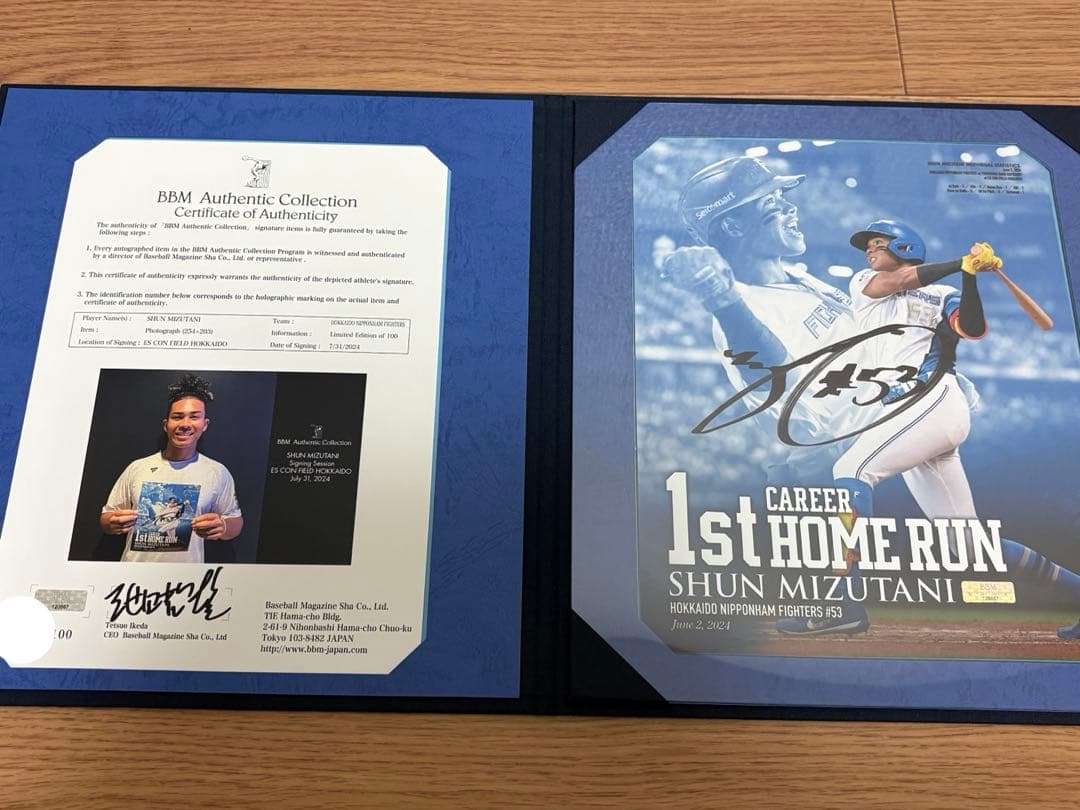 BBM Authentic Collection
Certificate of Authenticity
The authenticity of 「BBM Authentic Collection」 signature items is fully guaranteed by taking the
following steps :
1. Every autographed item in the BBM Authentic Collection Program is witnessed and authenticated
by a director of Baseball Magazine Sha Co., Ltd. or representative .
2. This certificate of authenticity expressly warrants the authenticity of the depicted athlete's signature.
3. The identification number below corresponds to the holographic marking on the actual item and
certificate of authenticity.
Player Name(s) : SHUN MIZUTANI Team : HOKKAIDO NIPPONHAM FIGHTERS
Item : Photograph (254×203) Information : Limited Edition of 100
Location of Signing : ES CON FIELD HOKKAIDO Date of Signing : 7/31/2024
BBM Authentic Collection
SHUN MIZUTANI
Signing Session
ES CON FIELD HOKKAIDO
July 31, 2024
1st HOME RUN
SHUN MIZUTANI
00
Tetsuo Ikeda
CEO Baseball Magazine Sha Co., Ltd
Baseball Magazine Sha Co., Ltd.
TIE Hama-cho Bldg.
2-61-9 Nihonbashi Hama-cho Chuo-ku
Tokyo 103-8482 JAPAN
http://www.bbm-japan.com
Seicomart
#53
1st CAREER
HOME RUN
SHUN MIZUTANI
BBM
HOKKAIDO NIPPONHAM FIGHTERS #53
June 2, 2024